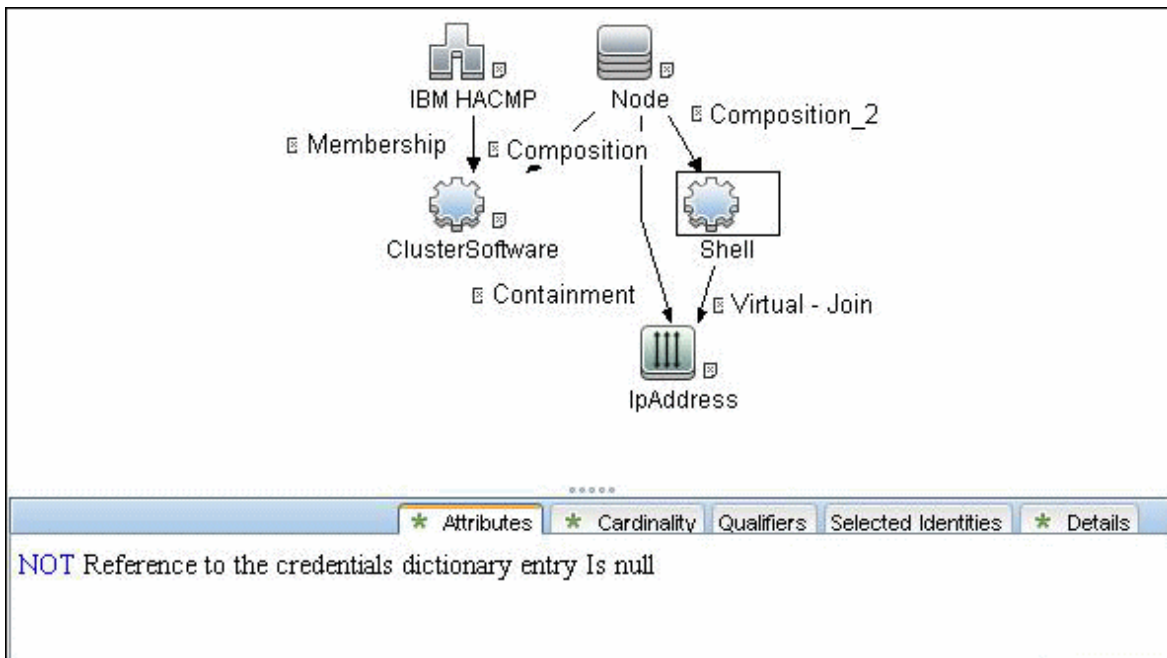 IBM HACMP
Node
Composition_2
Membership
Composition
ClusterSoftware
Shell
Containment
Virtual - Join
IpAddress
* Attributes
* Cardinality
Qualifiers
Selected Identities
* Details
NOT Reference to the credentials dictionary entry Is null